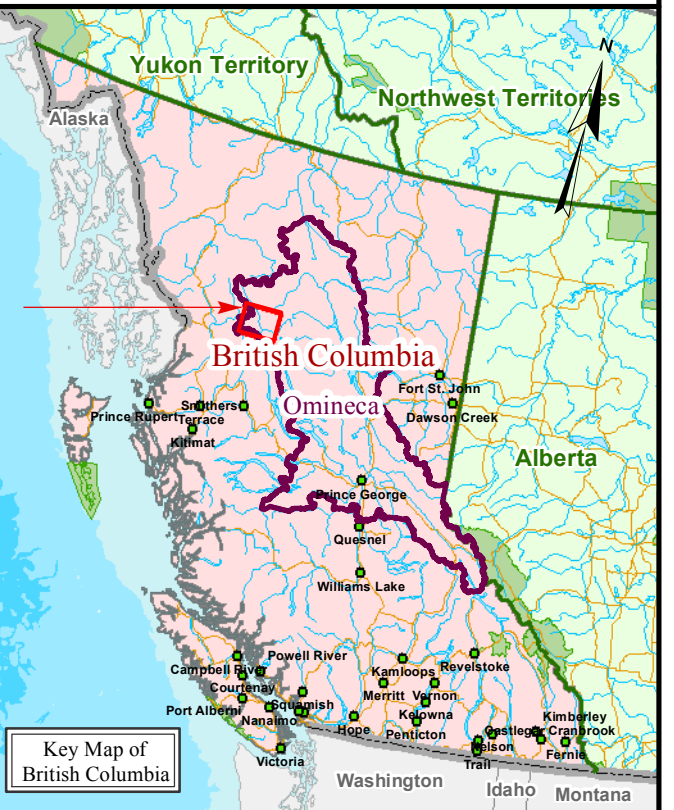 N
Yukon Territory
Northwest Territories
Alaska
British Columbia
Fort St. John
Omineca
Smithers
Prince Rupert
Terrace
Dawson Creek
Kitimat
Alberta
Prince George
Quesnel
Williams Lake
Powell River
Campbell River
Kamloops
Revelstoke
Courtenay
Merritt
Vernon
Squamish
Port Alberni
Nanaimo
Kelowna
Kimberley
Hope
Penticton
Castlegar
Cranbrook
Nelson
Fernie
Victoria
Trail
Key Map of
British Columbia
Washington
Idaho
Montana